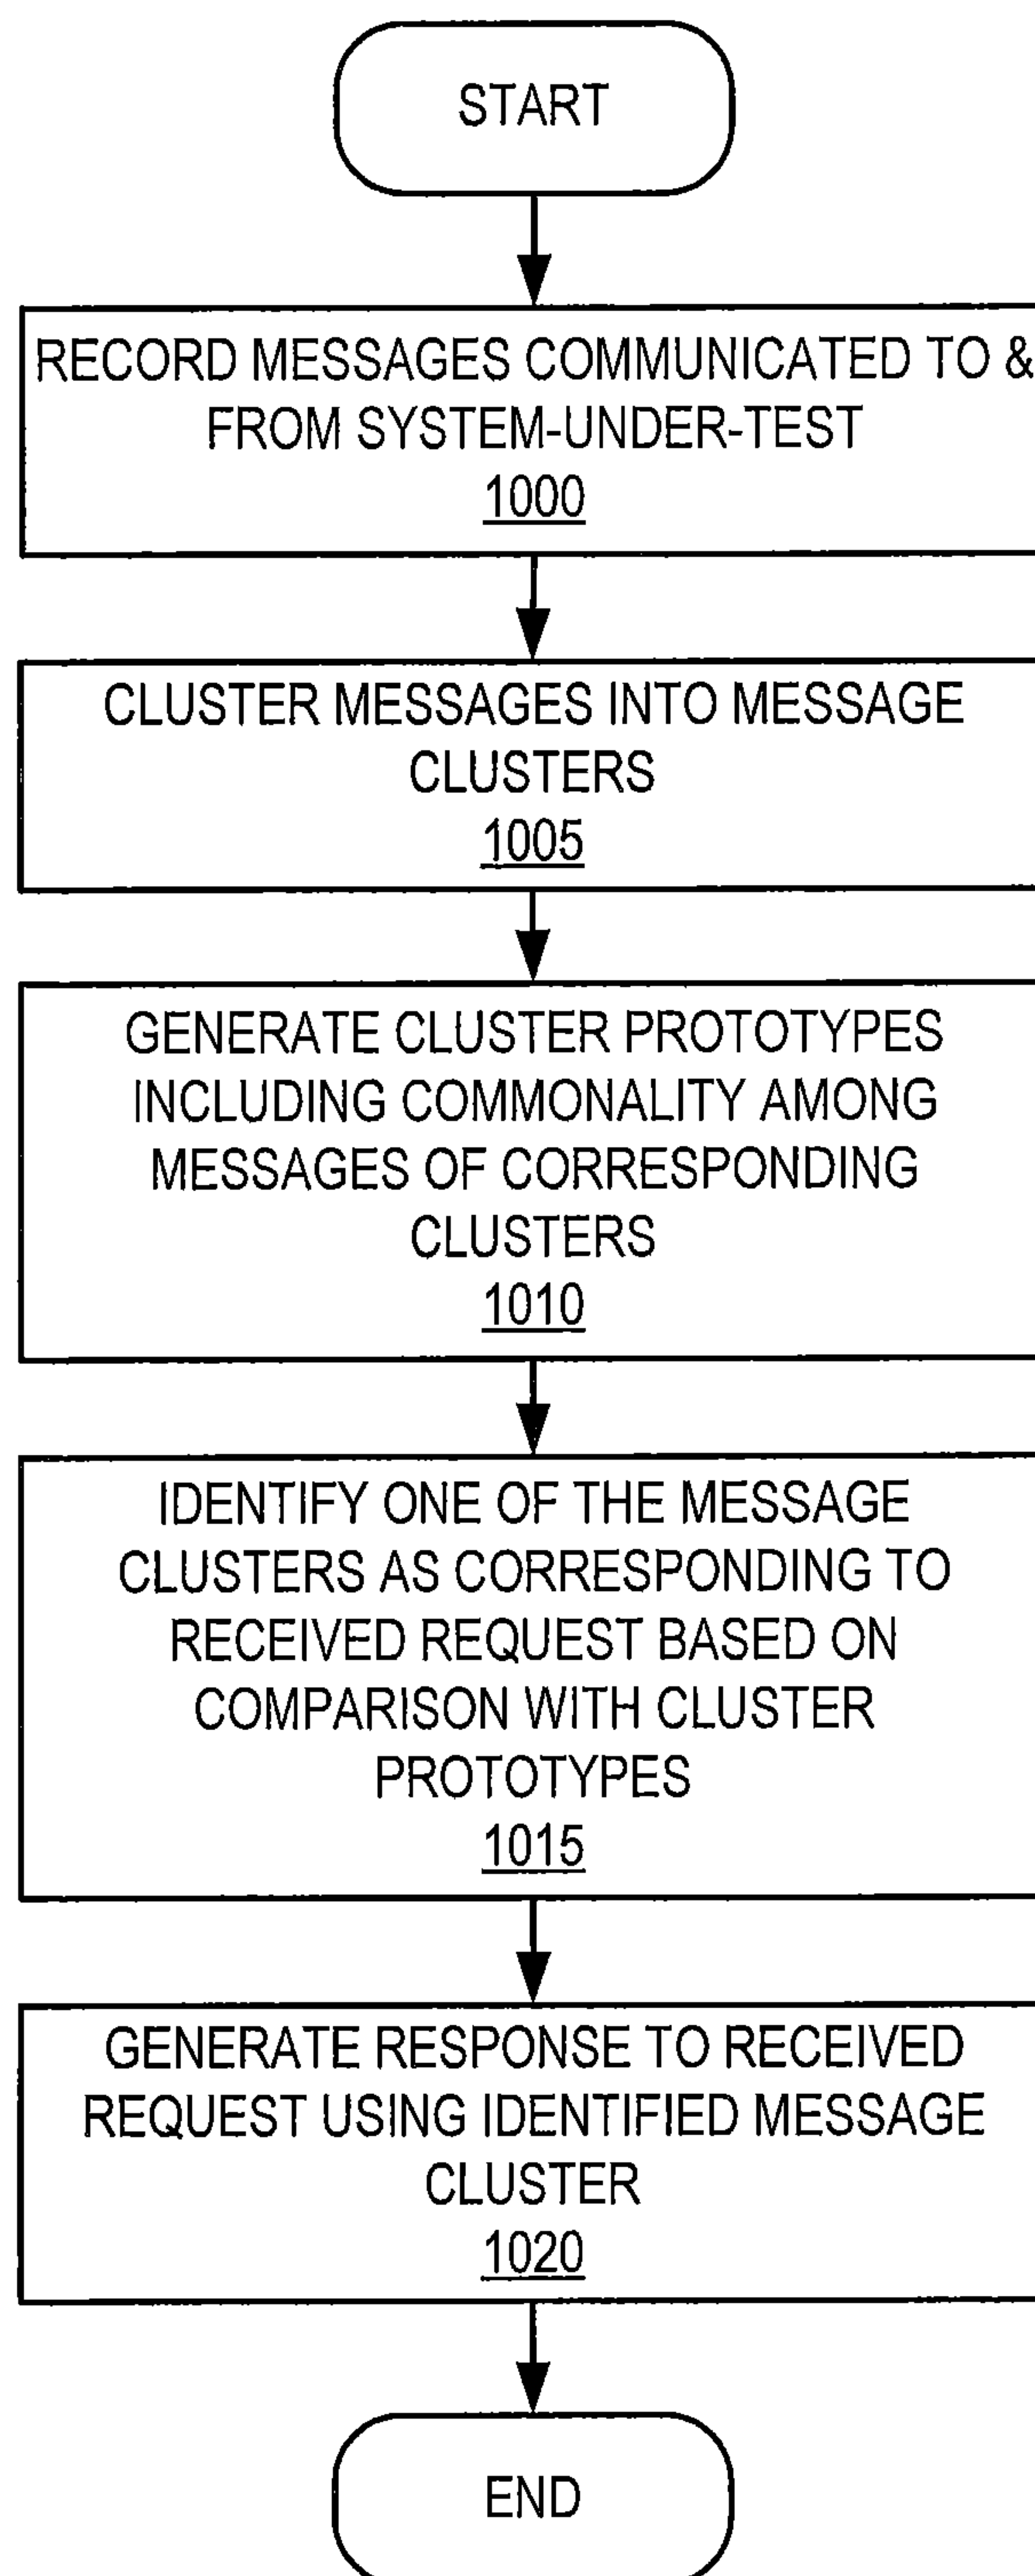 START
RECORD MESSAGES COMMUNICATED TO &
FROM SYSTEM-UNDER-TEST
1000
CLUSTER MESSAGES INTO MESSAGE
CLUSTERS
1005
GENERATE CLUSTER PROTOTYPES
INCLUDING COMMONALITY AMONG
MESSAGES OF CORRESPONDING
CLUSTERS
1010
IDENTIFY ONE OF THE MESSAGE
CLUSTERS AS CORRESPONDING TO
RECEIVED REQUEST BASED ON
COMPARISON WITH CLUSTER
PROTOTYPES
1015
GENERATE RESPONSE TO RECEIVED
REQUEST USING IDENTIFIED MESSAGE
CLUSTER
1020
END